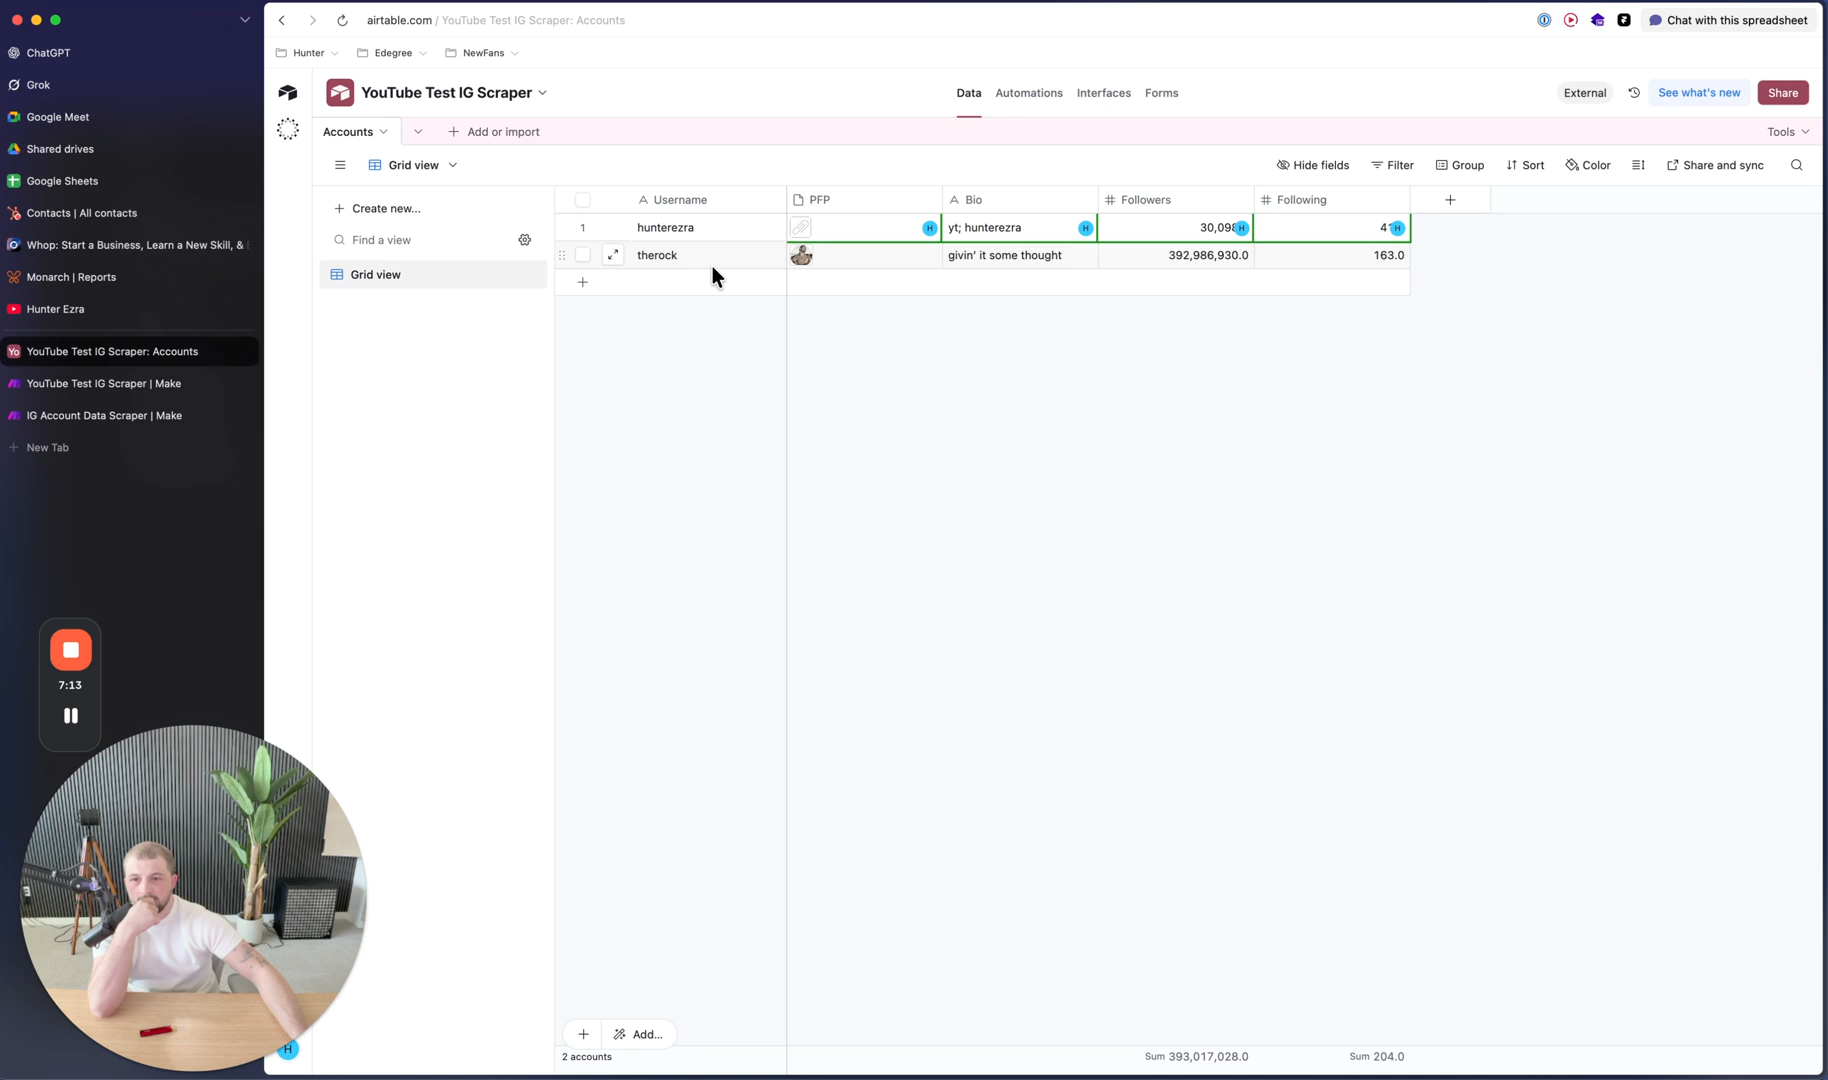 ChatGPT
Grok
Google Meet
Shared drives
Google Sheets
Contacts | All contacts
Whop: Start a Business, Learn a New Skill, &
Monarch | Reports
Hunter Ezra
Yo YouTube Test IG Scraper: Accounts
YouTube Test IG Scraper | Make
IG Account Data Scraper | Make
New Tab
7:13
airtable.com / YouTube Test IG Scraper: Accounts
Chat with this spreadsheet
Hunter
Edegree
NewFans
YouTube Test IG Scraper
Data
Automations
Interfaces
Forms
External
See what's new
Share
Accounts
Add or import
Tools
Grid view
Hide fields
Filter
Group
Sort
Color
Share and sync
Create new...
Find a view
Grid view
Username
PFP
Bio
Followers
Following
1 hunterezra H yt; hunterezra H 30,098 H 41 H
therock givin' it some thought 392,986,930.0 163.0
Add...
2 accounts
Sum 393,017,028.0
Sum 204.0
H